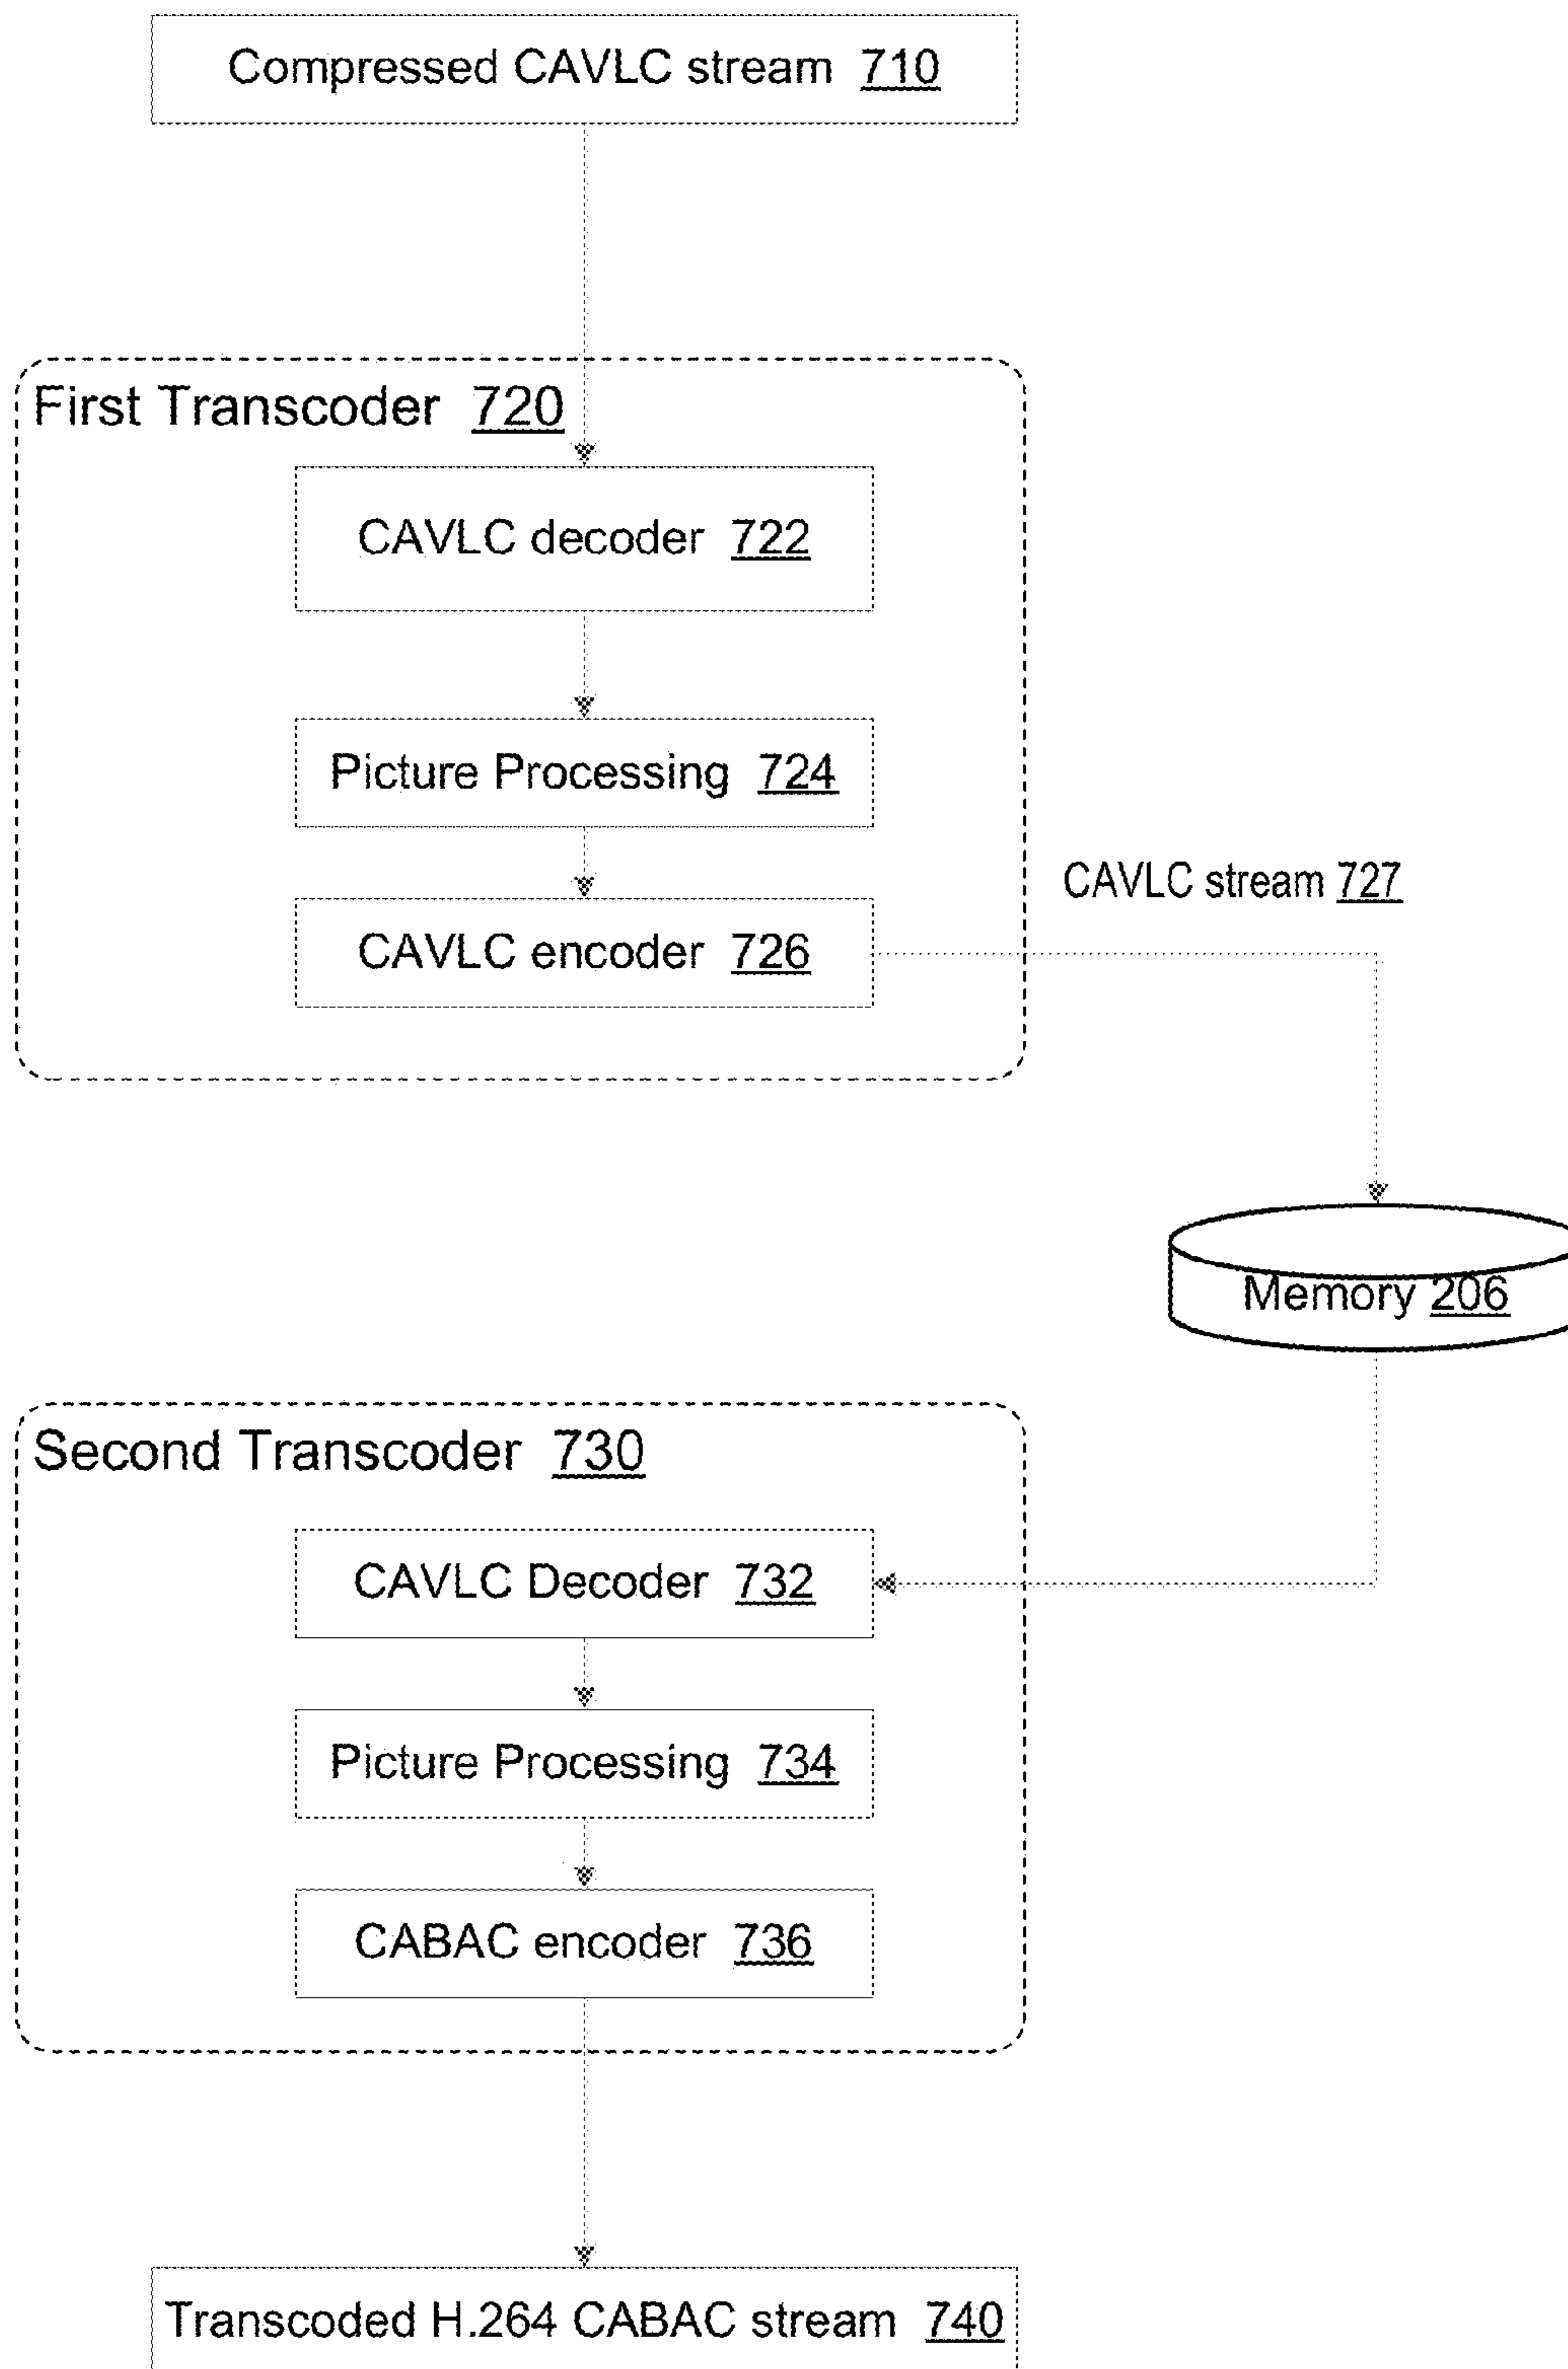 Compressed CAVLC stream 710
First Transcoder 720
CAVLC decoder 722
Picture Processing 724
CAVLC stream 727
CAVLC encoder 726
Memory 206
Second Transcoder 730
CAVLC Decoder 732
Picture Processing 734
CABAC encoder 736
Transcoded H.264 CABAC stream 740